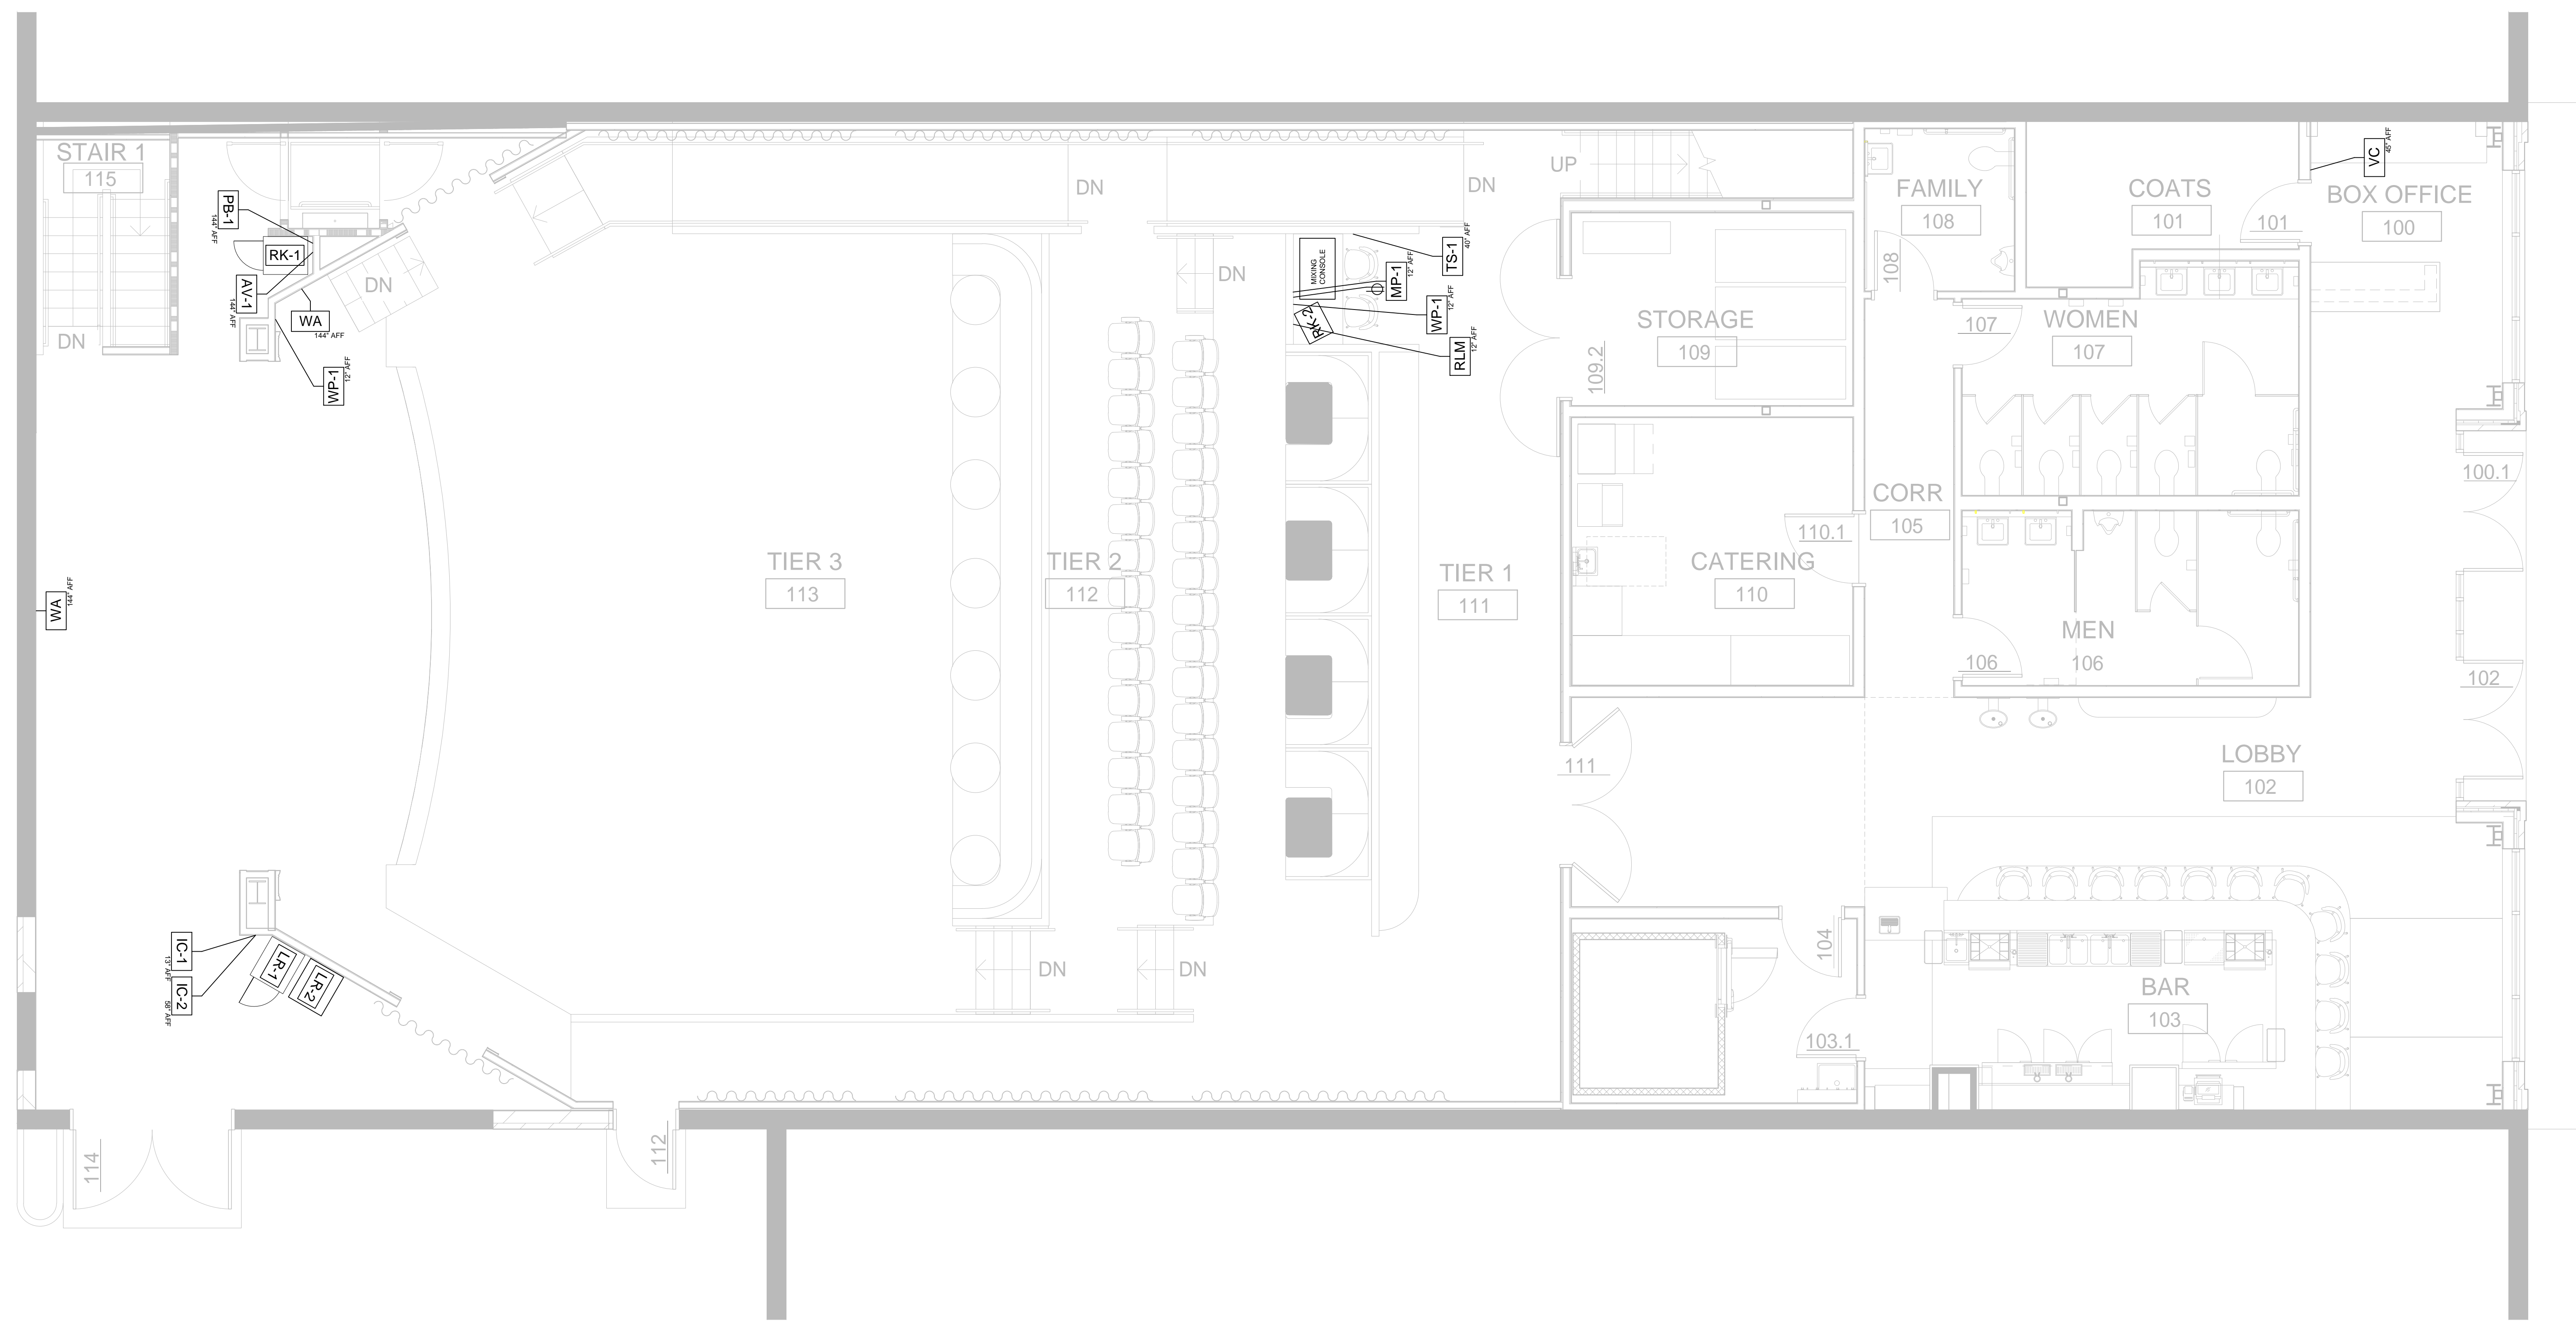 STAIR 1
115
DN
PB-1
144" AFF
RK-1
AV-1
144" AFF
WA
144" AFF
DN
WP-1
12" AFF
WA
144" AFF
IC-1
13" AFF
IC-2
58" AFF
LR-1
LR-2
114
112
TIER 3
113
DN
DN
TIER 2
112
DN
DN
DN
MIXING
CONSOLE
RK-2
TS-1
40" AFF
MP-1
12" AFF
WP-1
12" AFF
RLM
12" AFF
TIER 1
111
UP
STORAGE
109
109.2
CATERING
110
110.1
111
104
103.1
FAMILY
108
108
CORR
105
COATS
101
101
VC
45" AFF
BOX OFFICE
100
WOMEN
107
107
MEN
106
106
100.1
102
LOBBY
102
BAR
103